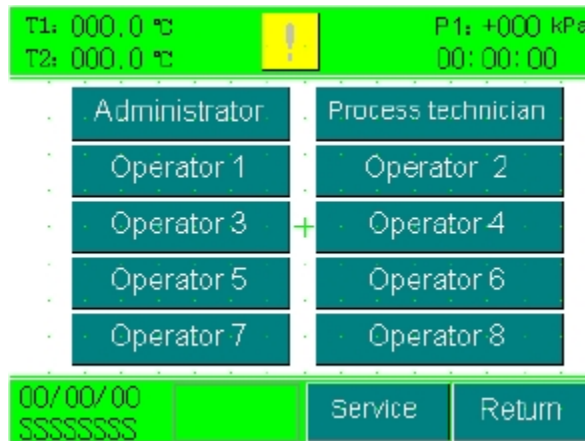 T1: 000.0 °C
P1: +000 kPa
T2: 000.0 °C
00:00:00
Administrator
Process technician
Operator 1
Operator 2
Operator 3
Operator 4
Operator 5
Operator 6
Operator 7
Operator 8
00/00/00
SSSSSSSS
Service
Return